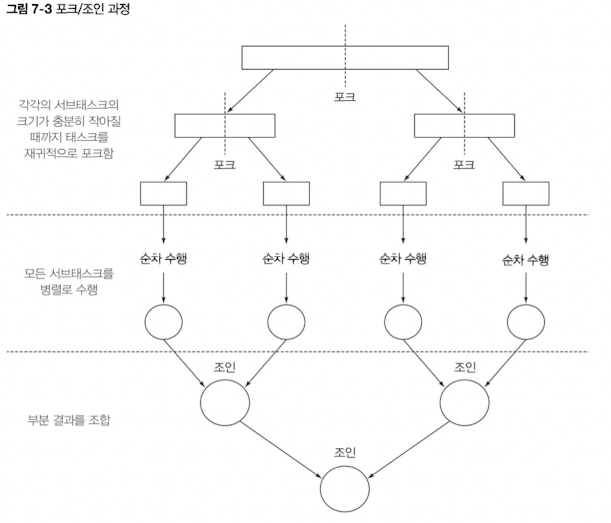 그림 7-3 포크/조인 과정
포크
각각의 서브태스크의
크기가 충분히 작아질
때까지 태스크를
재귀적으로 포크함
포크
포크
순차 수행
순차 수행
순차 수행
순차 수행
모든 서브태스크를
병렬로 수행
조인
조인
부분 결과를 조합
조인